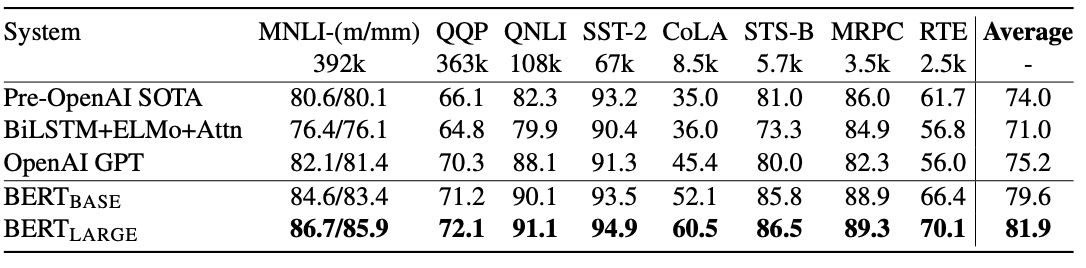 System MNLI-(m/mm) QQP QNLI SST-2 CoLA STS-B MRPC RTE Average
392k 363k 108k 67k 8.5k 5.7k 3.5k 2.5k -
Pre-OpenAI SOTA 80.6/80.1 66.1 82.3 93.2 35.0 81.0 86.0 61.7 74.0
BiLSTM+ELMo+Attn 76.4/76.1 64.8 79.9 90.4 36.0 73.3 84.9 56.8 71.0
OpenAI GPT 82.1/81.4 70.3 88.1 91.3 45.4 80.0 82.3 56.0 75.2
BERTBASE 84.6/83.4 71.2 90.1 93.5 52.1 85.8 88.9 66.4 79.6
BERTLARGE 86.7/85.9 72.1 91.1 94.9 60.5 86.5 89.3 70.1 81.9